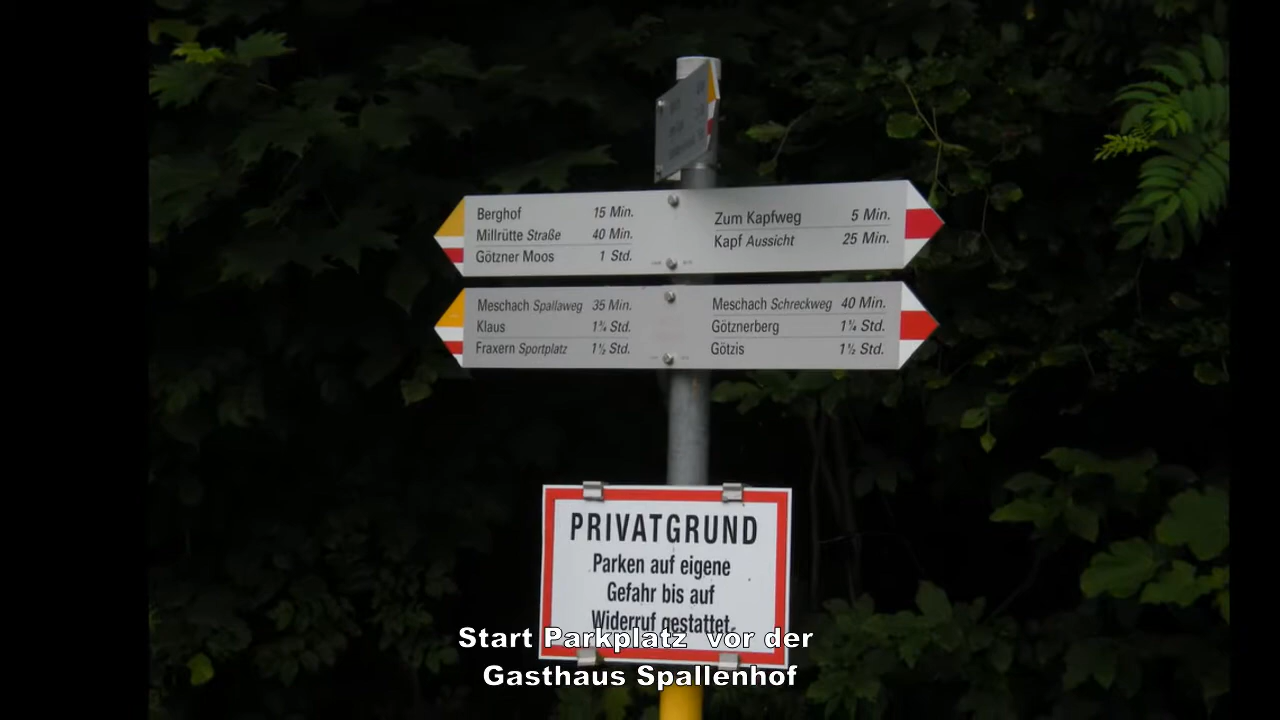 Berghof 15 Min.
Millrütte Straße 40 Min.
Götzner Moos 1 Std.
Zum Kapfweg 5 Min.
Kapf Aussicht 25 Min.
Meschach Spallaweg 35 Min.
Klaus 1¾ Std.
Fraxern Sportplatz 1½ Std.
Meschach Schreckweg 40 Min.
Götznerberg 1¼ Std.
Götzis 1½ Std.
PRIVATGRUND
Parken auf eigene
Gefahr bis auf
Widerruf gestattet.
Start Parkplatz vor der
Gasthaus Spallenhof